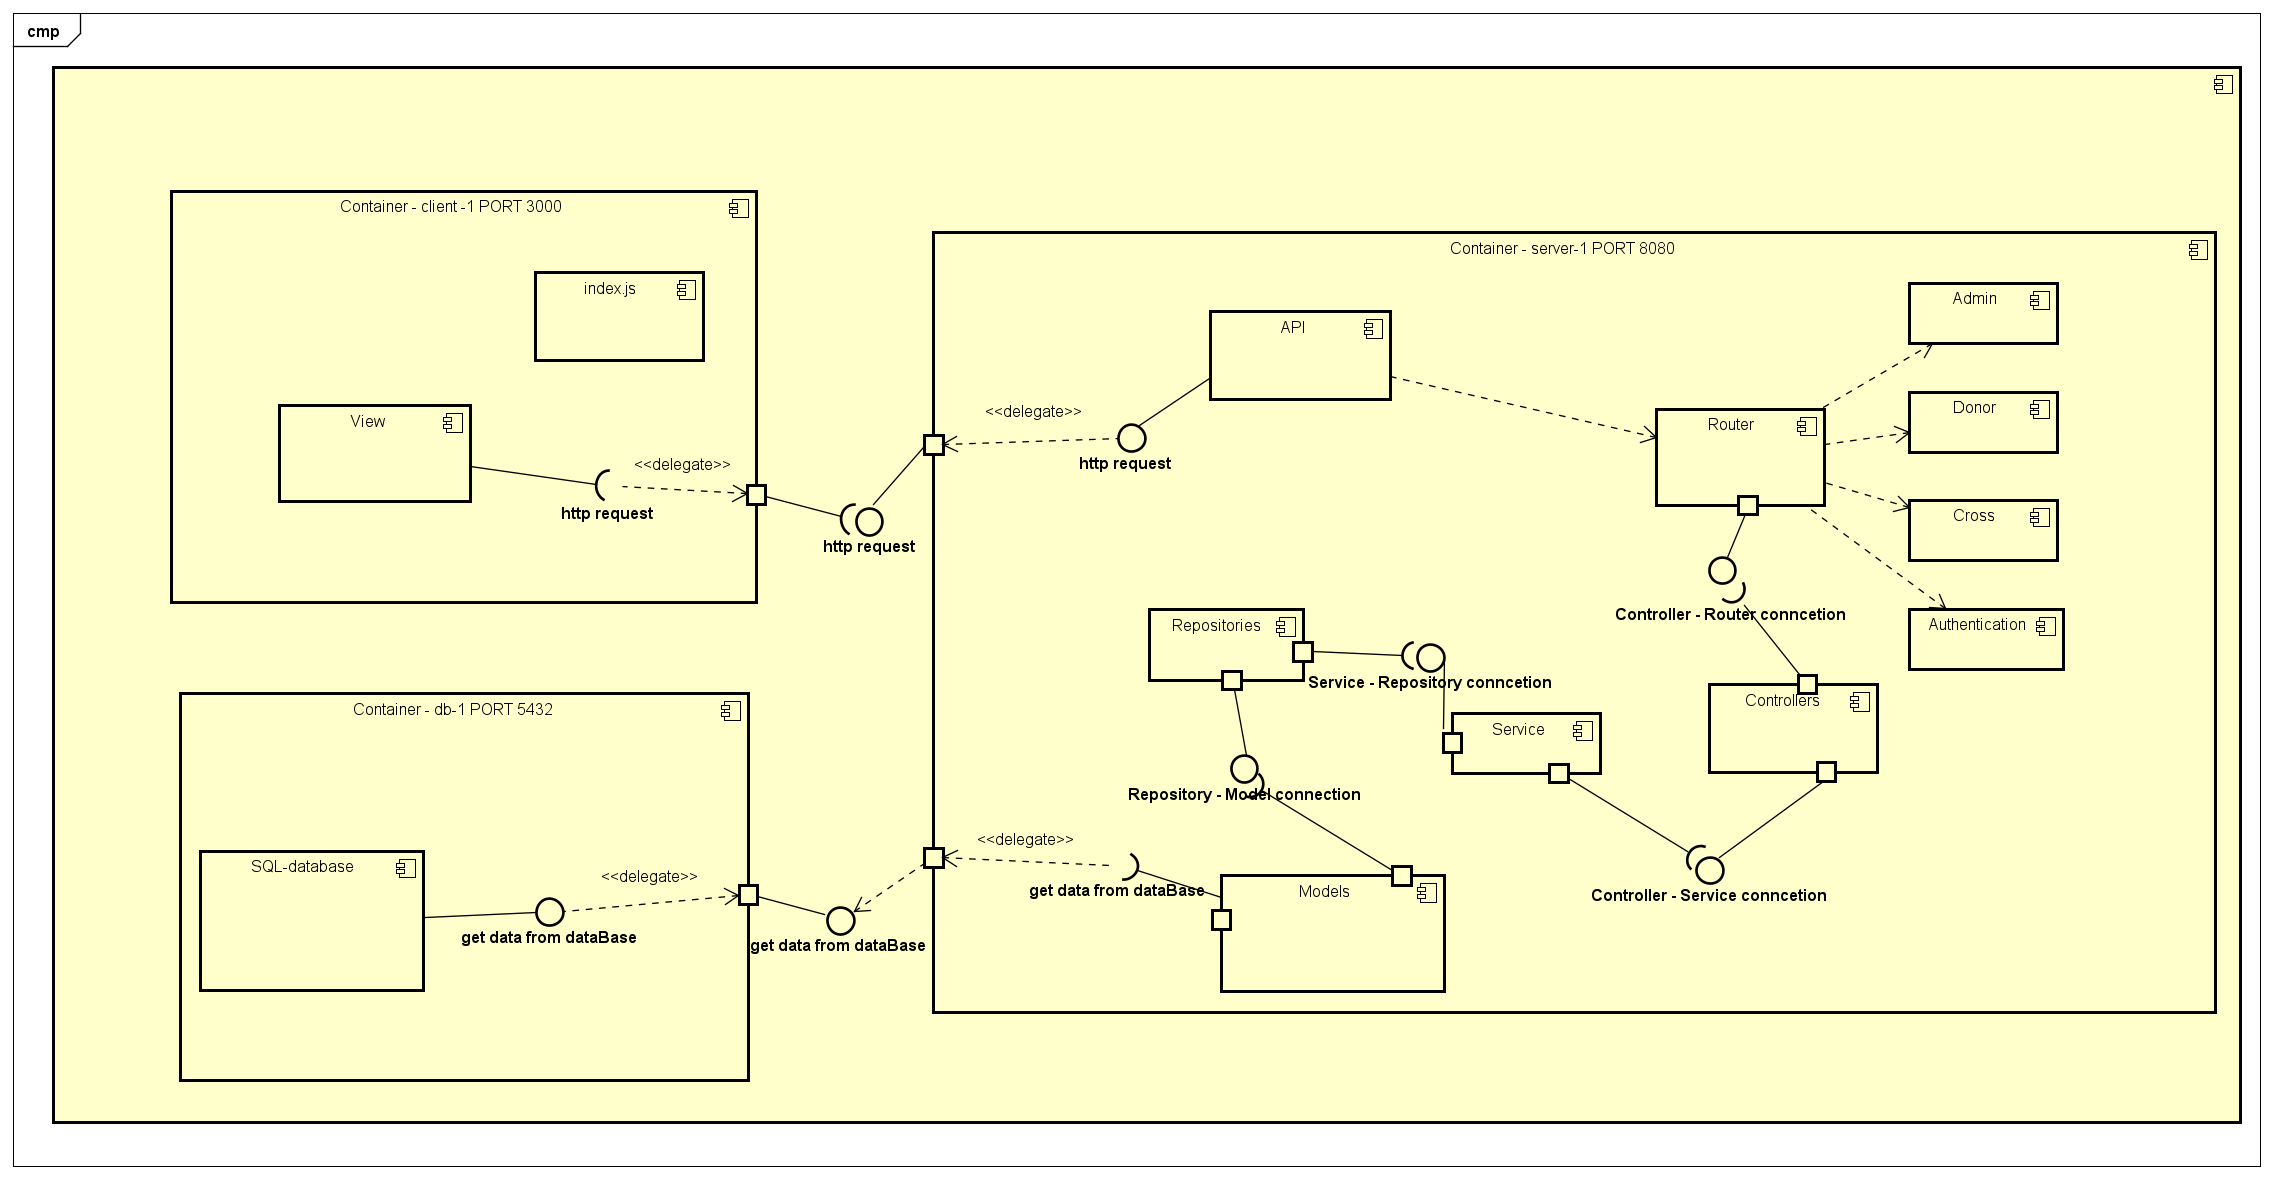 cmp
Container - client -1 PORT 3000
index.js
View
<<delegate>>
http request
http request
Container - server-1 PORT 8080
API
<<delegate>>
http request
Admin
Donor
Router
Cross
Authentication
Controller - Router conncetion
Repositories
Service - Repository conncetion
Controllers
Service
Repository - Model connection
<<delegate>>
get data from dataBase
Models
Controller - Service conncetion
Container - db-1 PORT 5432
SQL-database
<<delegate>>
get data from dataBase
get data from dataBase